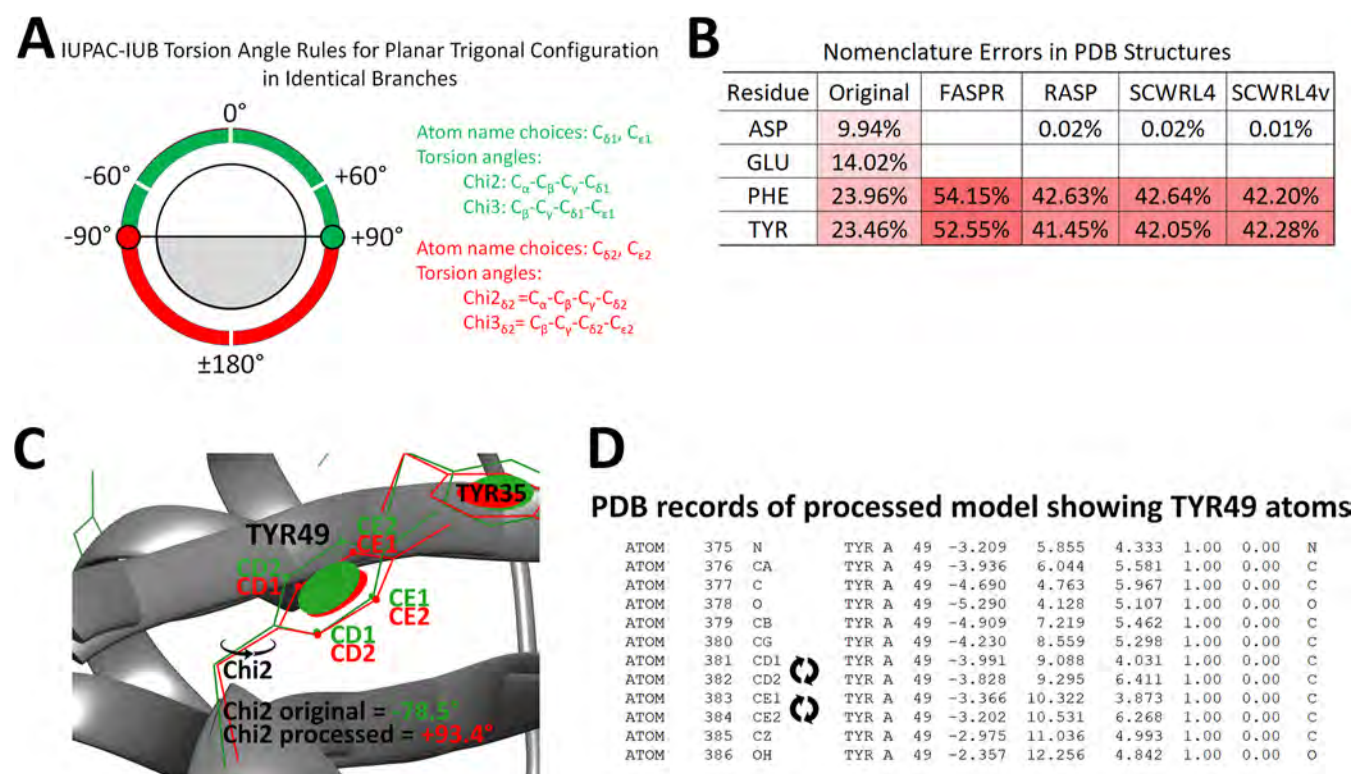 A
IUPAC-IUB Torsion Angle Rules for Planar Trigonal Configuration
in Identical Branches
0°
-60°
+60°
-90°
+90°
±180°
Atom name choices: Cδ1, Cε1
Torsion angles:
Chi2: Cα-Cβ-Cγ-Cδ1
Chi3: Cβ-Cγ-Cδ1-Cε1
Atom name choices: Cδ2, Cε2
Torsion angles:
Chi2δ2 =Cα-Cβ-Cγ-Cδ2
Chi3δ2= Cβ-Cγ-Cδ2-Cε2
B
Nomenclature Errors in PDB Structures
Residue Original FASPR RASP SCWRL4 SCWRL4v
ASP 9.94% 0.02% 0.02% 0.01%
GLU 14.02%
PHE 23.96% 54.15% 42.63% 42.64% 42.20%
TYR 23.46% 52.55% 41.45% 42.05% 42.28%
C
TYR35
TYR49
CE2
CE1
CD2
CD1
CE1
CE2
CD1
CD2
Chi2
Chi2 original = -78.5°
Chi2 processed = +93.4°
D
PDB records of processed model showing TYR49 atoms
ATOM 375 N TYR A 49 -3.209 5.855 4.333 1.00 0.00 N
ATOM 376 CA TYR A 49 -3.936 6.044 5.581 1.00 0.00 C
ATOM 377 C TYR A 49 -4.690 4.763 5.967 1.00 0.00 C
ATOM 378 O TYR A 49 -5.290 4.128 5.107 1.00 0.00 O
ATOM 379 CB TYR A 49 -4.909 7.219 5.462 1.00 0.00 C
ATOM 380 CG TYR A 49 -4.230 8.559 5.298 1.00 0.00 C
ATOM 381 CD1 TYR A 49 -3.991 9.088 4.031 1.00 0.00 C
ATOM 382 CD2 TYR A 49 -3.828 9.295 6.411 1.00 0.00 C
ATOM 383 CE1 TYR A 49 -3.366 10.322 3.873 1.00 0.00 C
ATOM 384 CE2 TYR A 49 -3.202 10.531 6.268 1.00 0.00 C
ATOM 385 CZ TYR A 49 -2.975 11.036 4.993 1.00 0.00 C
ATOM 386 OH TYR A 49 -2.357 12.256 4.842 1.00 0.00 O